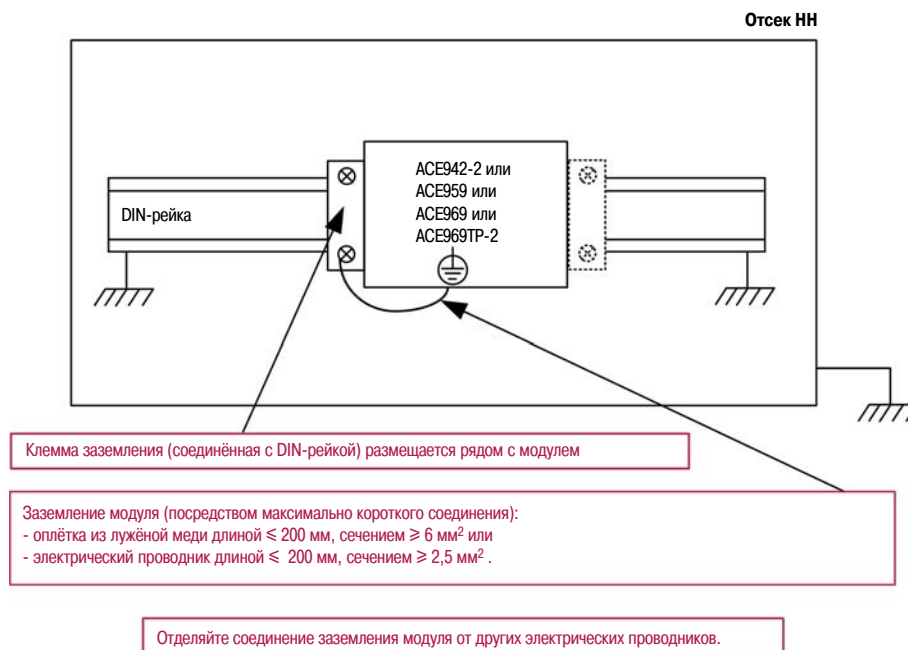 Отсек НН
ACE942-2 или
ACE959 или
ACE969 или
ACE969TP-2
DIN-рейка
Клемма заземления (соединённая с DIN-рейкой) размещается рядом с модулем
Заземление модуля (посредством максимально короткого соединения):
- оплётка из лужёной меди длиной ⩽ 200 мм, сечением ⩾ 6 мм² или
- электрический проводник длиной ⩽ 200 мм, сечением ⩾ 2,5 мм² .
Отделяйте соединение заземления модуля от других электрических проводников.